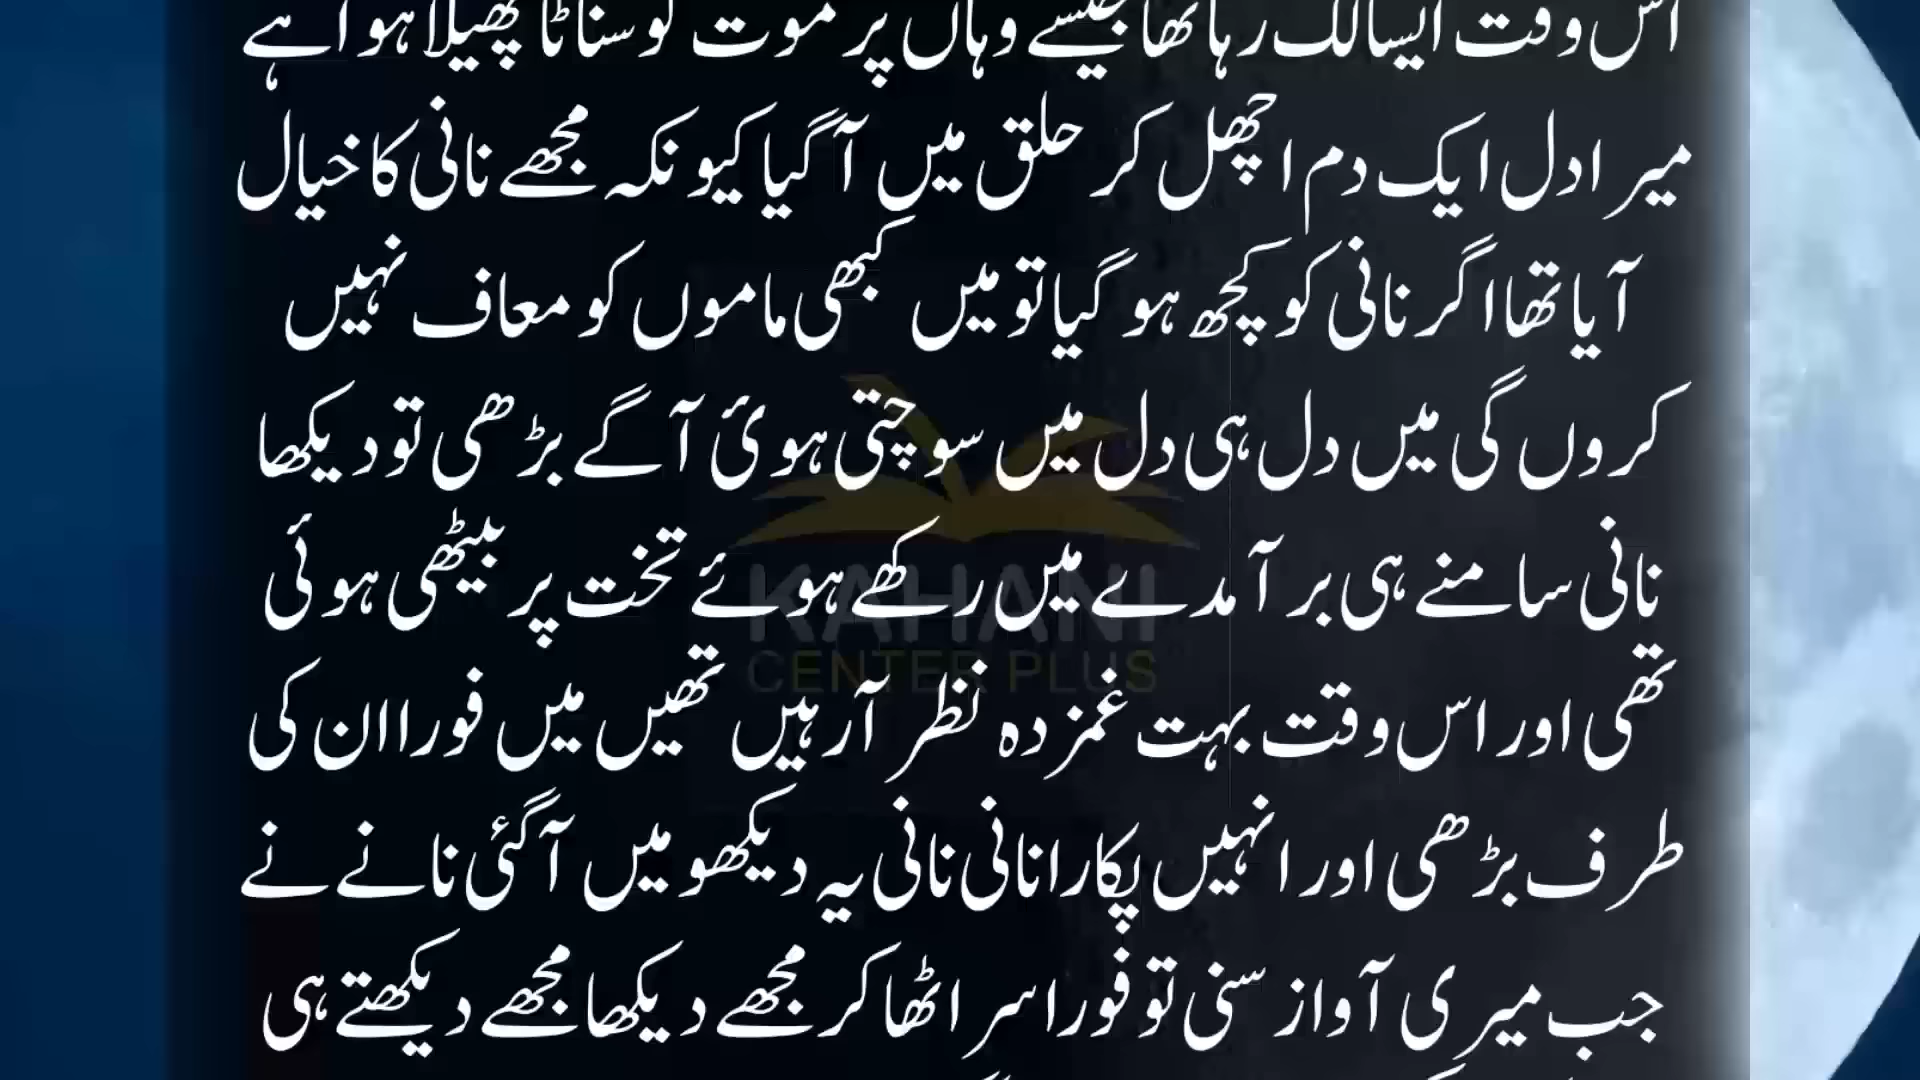 اس وقت ایسا لگ رہا تھا جیسے وہاں پر موت کو سناٹا پھیلا ہوا ہے
میرا دل ایک دم اچھل کر حلق میں آگیا کیونکہ مجھے نانی کا خیال
آیا تھا اگر نانی کو کچھ ہو گیا تو میں کبھی ماموں کو معاف نہیں
کروں گی میں دل ہی دل میں سوچتی ہوئ آگے بڑھی تو دیکھا
نانی سامنے ہی برآمدے میں رکھے ہوئے تخت پر بیٹھی ہوئی
KAHANI
CENTER PLUS
تھی اور اس وقت بہت غمزدہ نظر آرہیں تھیں میں فورا ان کی
طرف بڑھی اور انہیں پکارا نانی نانی یہ دیکھو میں آگئی نانے نے
جب میری آواز سنی تو فورا سر اٹھا کر مجھے دیکھا مجھے دیکھتے ہی